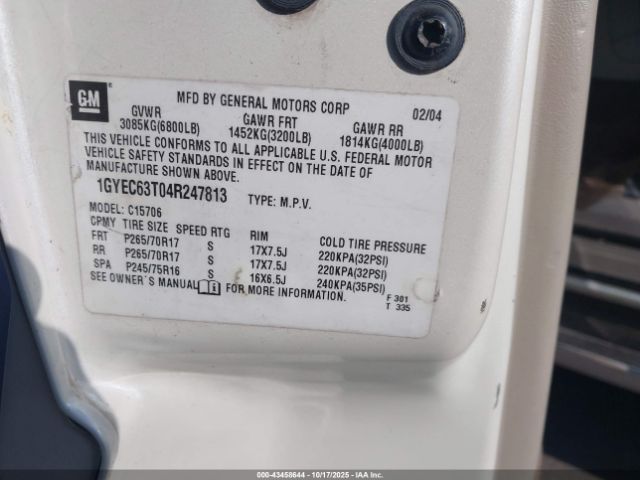 GM
MFD BY GENERAL MOTORS CORP 02/04
GVWR GAWR FRT GAWR RR
3085KG(6800LB) 1452KG(3200LB) 1814KG(4000LB)
THIS VEHICLE CONFORMS TO ALL APPLICABLE U.S. FEDERAL MOTOR
VEHICLE SAFETY STANDARDS IN EFFECT ON THE DATE OF
MANUFACTURE SHOWN ABOVE.
1GYEC63T04R247813 TYPE: M.P.V.
MODEL: C15706
CPMY TIRE SIZE SPEED RTG RIM COLD TIRE PRESSURE
FRT P265/70R17 S 17X7.5J 220KPA(32PSI)
RR P265/70R17 S 17X7.5J 220KPA(32PSI)
SPA P245/75R16 S 16X6.5J 240KPA(35PSI)
SEE OWNER'S MANUAL FOR MORE INFORMATION.
F 301
T 335
000-43458644 - 10/17/2025 - IAA Inc.